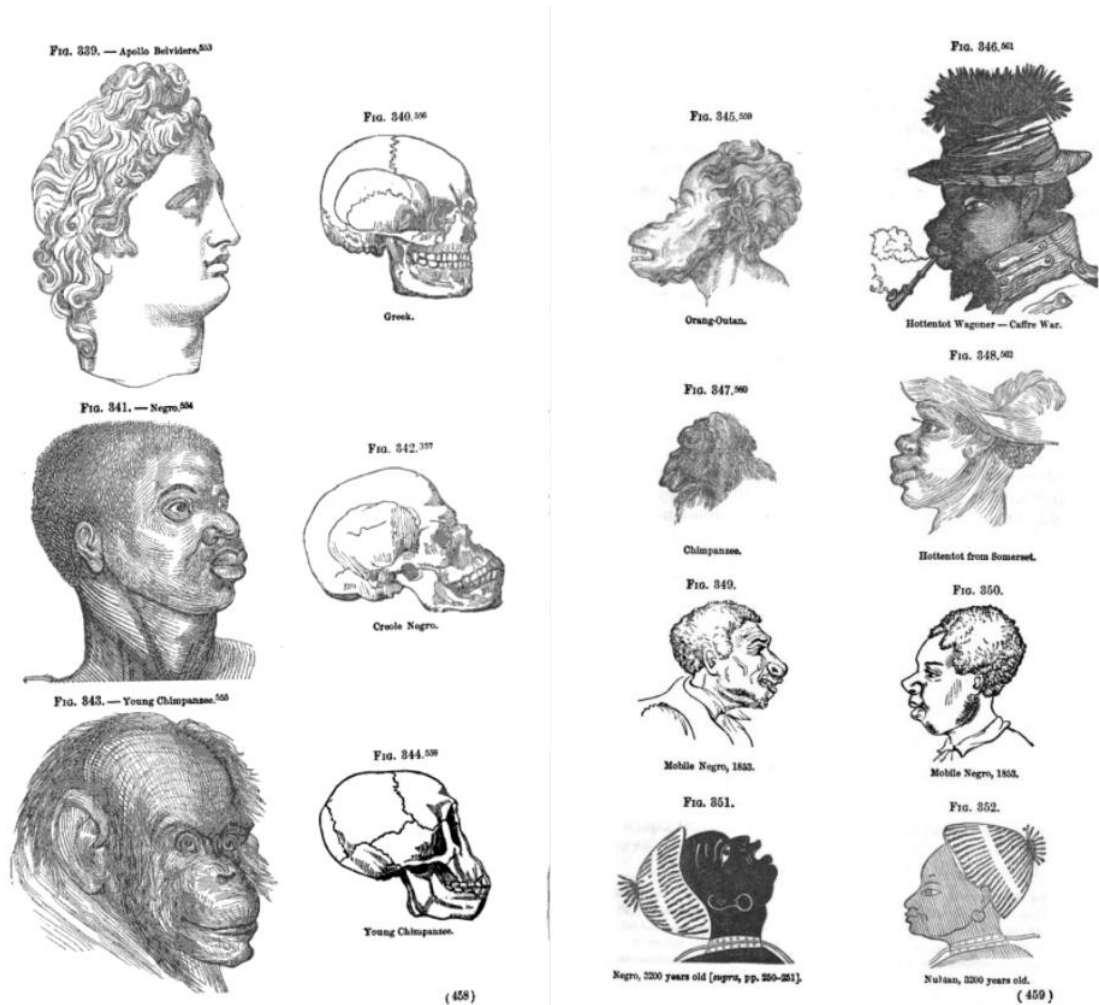 FIG. 339. — Apollo Belvidere.553
FIG. 340.556
Greek.
FIG. 341. — Negro.554
FIG. 342.557
Creole Negro.
FIG. 343. — Young Chimpanzee.555
FIG. 344.558
Young Chimpanzee.
(458)
FIG. 345.559
Orang-Outan.
FIG. 346.561
Hottentot Wagoner — Caffre War.
FIG. 347.560
Chimpanzee.
FIG. 348.562
Hottentot from Somerset.
FIG. 349.
Mobile Negro, 1853.
FIG. 350.
Mobile Negro, 1853.
FIG. 351.
Negro, 3200 years old [supra, pp. 250-251].
FIG. 352.
Nubian, 3200 years old.
(459)